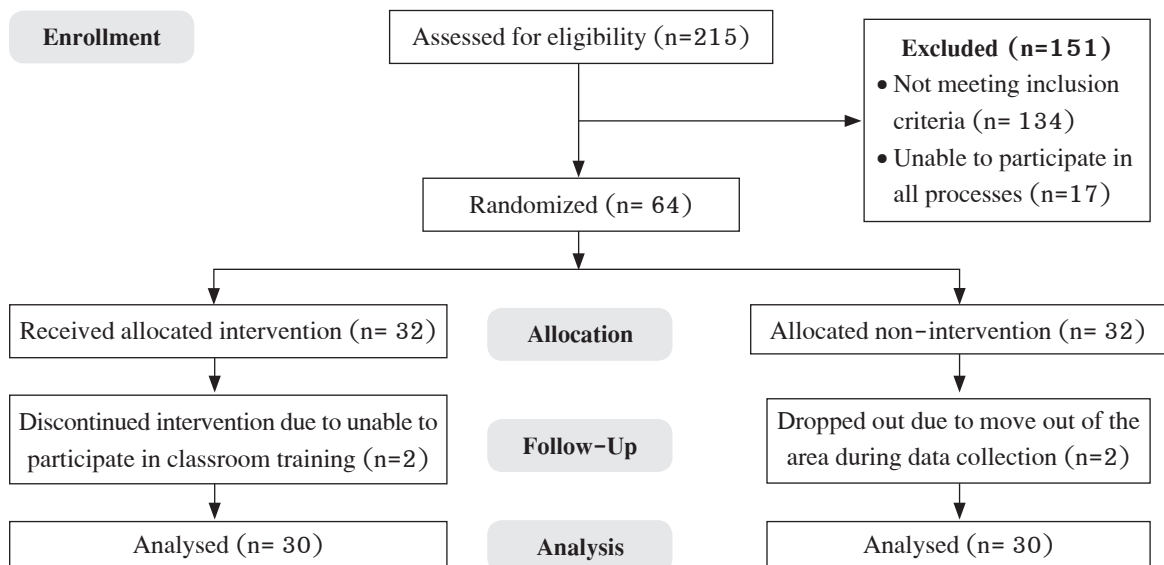 Enrollment
Assessed for eligibility (n=215)
Excluded (n=151)
• Not meeting inclusion
criteria (n= 134)
• Unable to participate in
all processes (n=17)
Randomized (n= 64)
Received allocated intervention (n= 32)
Allocation
Allocated non-intervention (n= 32)
Discontinued intervention due to unable to
participate in classroom training (n=2)
Follow-Up
Dropped out due to move out of the
area during data collection (n=2)
Analysed (n= 30)
Analysis
Analysed (n= 30)